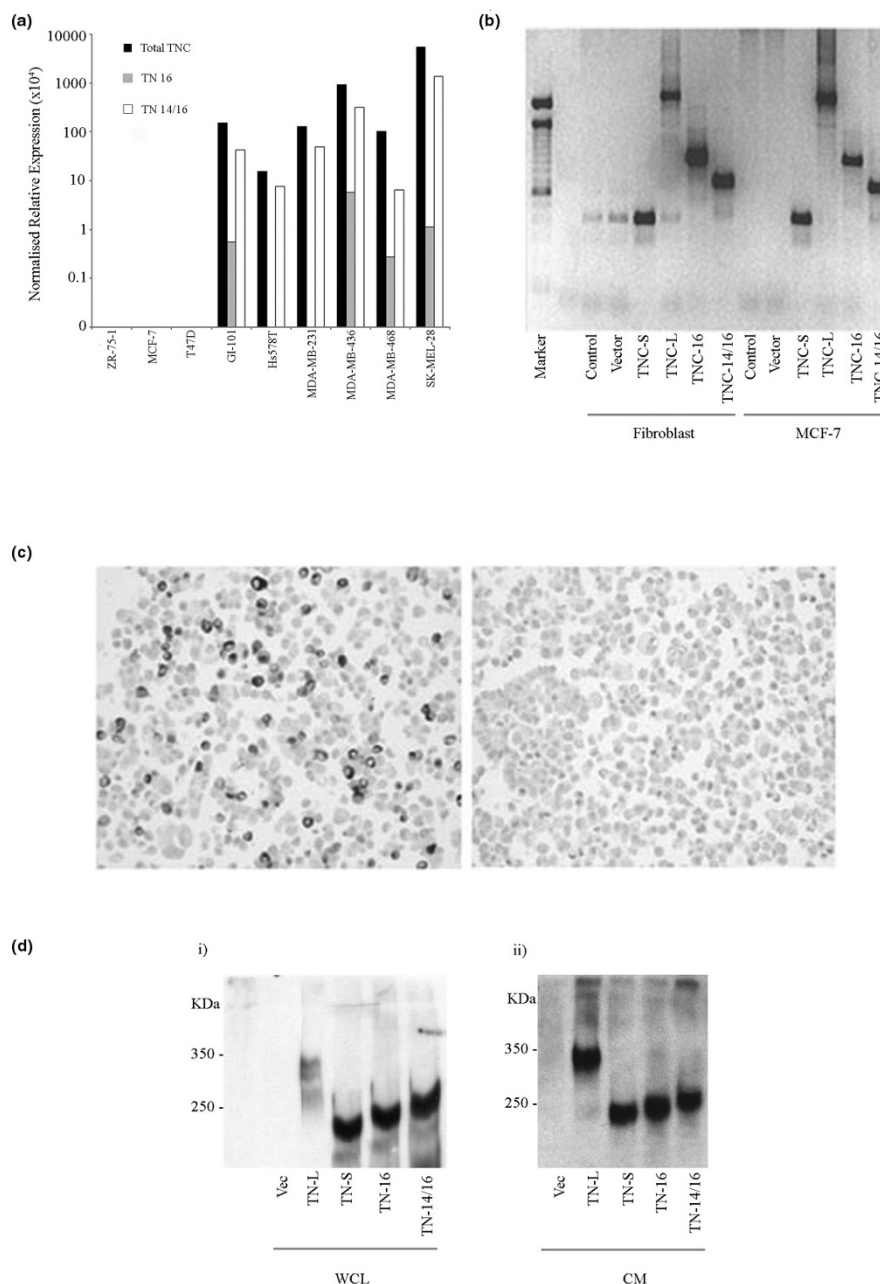 (a)
10000
1000
100
10
1
0.1
0
Normalised Relative Expression (x10⁴)
Total TNC
TN 16
TN 14/16
ZR-75-1
MCF-7
T47D
GI-101
Hs578T
MDA-MB-231
MDA-MB-436
MDA-MB-468
SK-MEL-28
(b)
Marker
Control
Vector
TNC-S
TNC-L
TNC-16
TNC-14/16
Control
Vector
TNC-S
TNC-L
TNC-16
TNC-14/16
Fibroblast
MCF-7
(c)
(d)
i)
KDa
350 -
250 -
Vec
TN-L
TN-S
TN-16
TN-14/16
WCL
ii)
KDa
350 -
250 -
Vec
TN-L
TN-S
TN-16
TN-14/16
CM